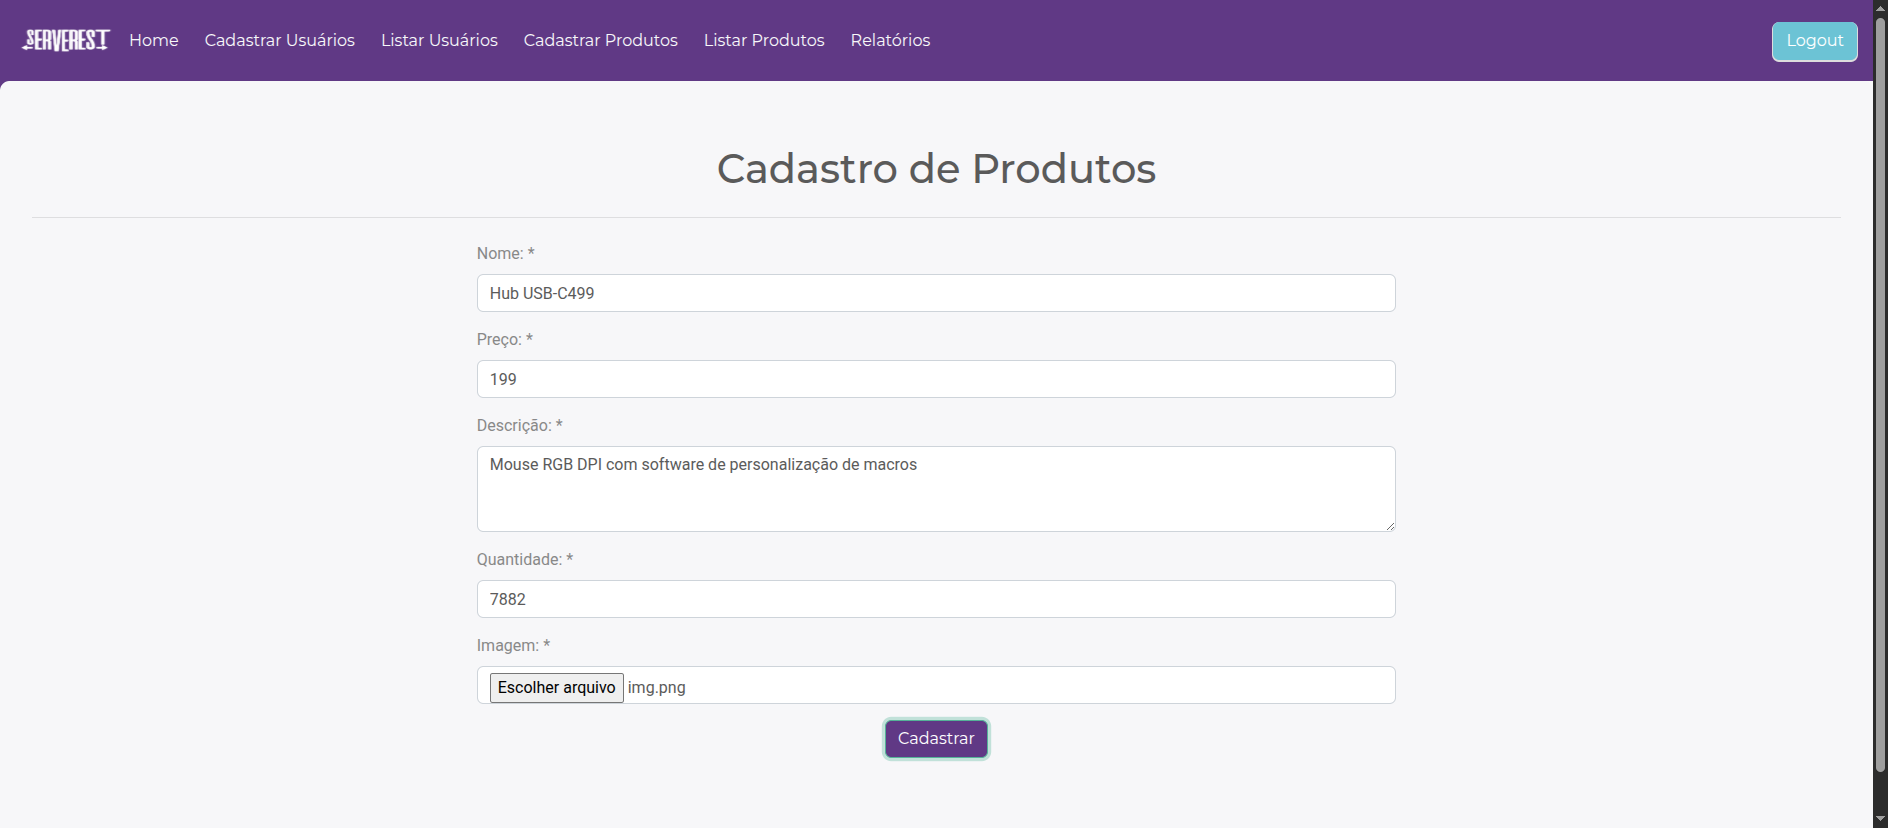 SERVEREST Home Cadastrar Usuários Listar Usuários Cadastrar Produtos Listar Produtos Relatórios Logout
Cadastro de Produtos
Nome: *
Hub USB-C499
Preço: *
199
Descrição: *
Mouse RGB DPI com software de personalização de macros
Quantidade: *
7882
Imagem: *
Escolher arquivo img.png
Cadastrar